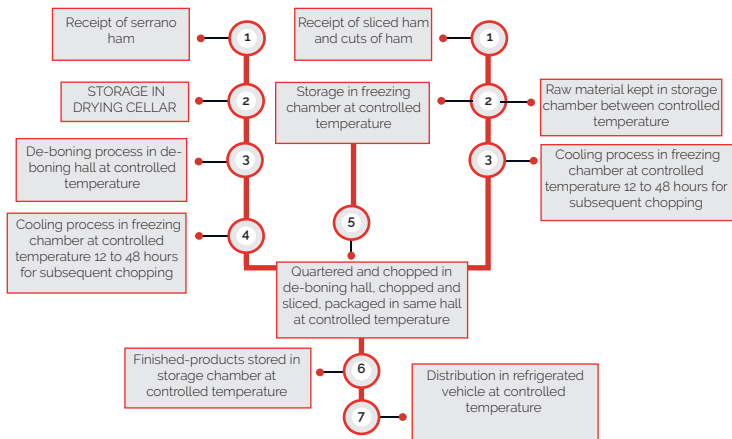 Receipt of serrano
ham
1
Receipt of sliced ham
and cuts of ham
1
STORAGE IN
DRYING CELLAR
2
Storage in freezing
chamber at controlled
temperature
2
Raw material kept in storage
chamber between controlled
temperature
De-boning process in de-
boning hall at controlled
temperature
3
3
Cooling process in freezing
chamber at controlled
temperature 12 to 48 hours for
subsequent chopping
Cooling process in freezing
chamber at controlled
temperature 12 to 48 hours
for subsequent chopping
4
5
Quartered and chopped in
de-boning hall, chopped and
sliced, packaged in same hall
at controlled temperature
Finished-products stored in
storage chamber at
controlled temperature
6
Distribution in refrigerated
vehicle at controlled
temperature
7